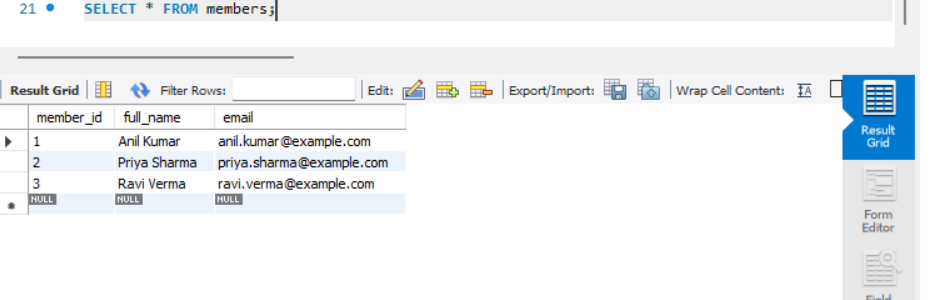 21 SELECT * FROM members;
Result Grid Filter Rows: Edit: Export/Import: Wrap Cell Content: IA
member_id full_name email
1 Anil Kumar anil.kumar@example.com
2 Priya Sharma priya.sharma@example.com
3 Ravi Verma ravi.verma@example.com
NULL NULL NULL
Result
Grid
Form
Editor
Field